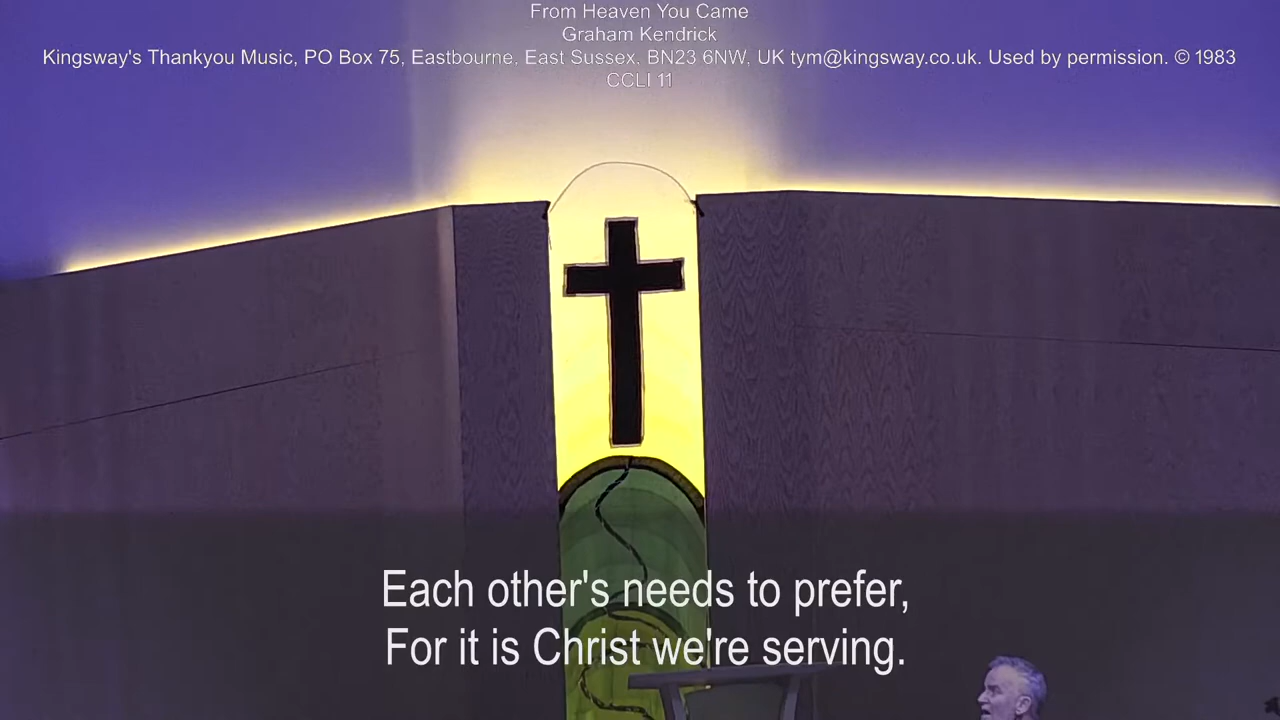 From Heaven You Came
Graham Kendrick
Kingsway's Thankyou Music, PO Box 75, Eastbourne, East Sussex. BN23 6NW, UK tym@kingsway.co.uk. Used by permission. © 1983
CCLI 11
Each other's needs to prefer,
For it is Christ we're serving.